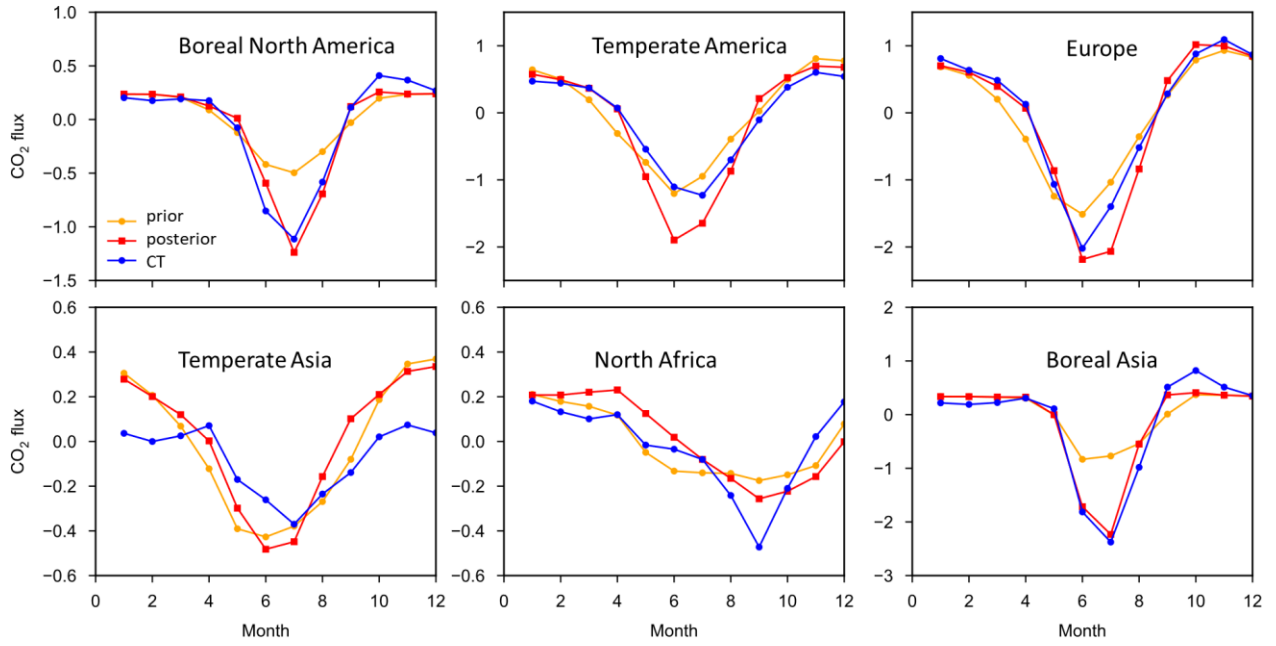 1.0
0.5
0.0
−0.5
−1.0
−1.5
CO2 flux
Boreal North America
prior
posterior
CT
1
0
−1
−2
Temperate America
1
0
−1
−2
Europe
0.6
0.4
0.2
0.0
−0.2
−0.4
−0.6
CO2 flux
Temperate Asia
0 2 4 6 8 10 12
Month
0.6
0.4
0.2
0.0
−0.2
−0.4
−0.6
North Africa
0 2 4 6 8 10 12
Month
2
1
0
−1
−2
−3
Boreal Asia
0 2 4 6 8 10 12
Month